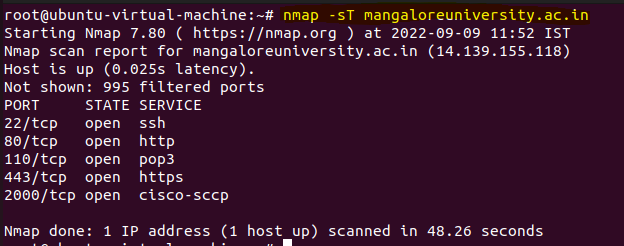 root@ubuntu-virtual-machine:~# nmap -sT mangaloreuniversity.ac.in
Starting Nmap 7.80 ( https://nmap.org ) at 2022-09-09 11:52 IST
Nmap scan report for mangaloreuniversity.ac.in (14.139.155.118)
Host is up (0.025s latency).
Not shown: 995 filtered ports
PORT     STATE SERVICE
22/tcp   open  ssh
80/tcp   open  http
110/tcp  open  pop3
443/tcp  open  https
2000/tcp open  cisco-sccp

Nmap done: 1 IP address (1 host up) scanned in 48.26 seconds